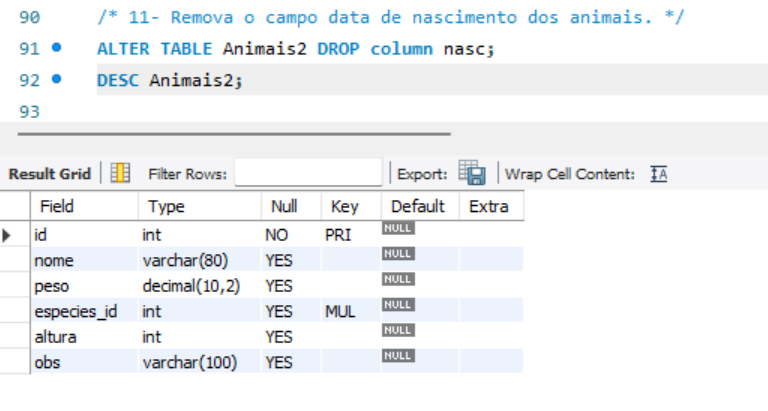 90 /* 11- Remova o campo data de nascimento dos animais. */
91 ALTER TABLE Animais2 DROP column nasc;
92 DESC Animais2;
93
Result Grid Filter Rows: Export: Wrap Cell Content: IA
Field Type Null Key Default Extra
id int NO PRI NULL
nome varchar(80) YES NULL
peso decimal(10,2) YES NULL
especies_id int YES MUL NULL
altura int YES NULL
obs varchar(100) YES NULL